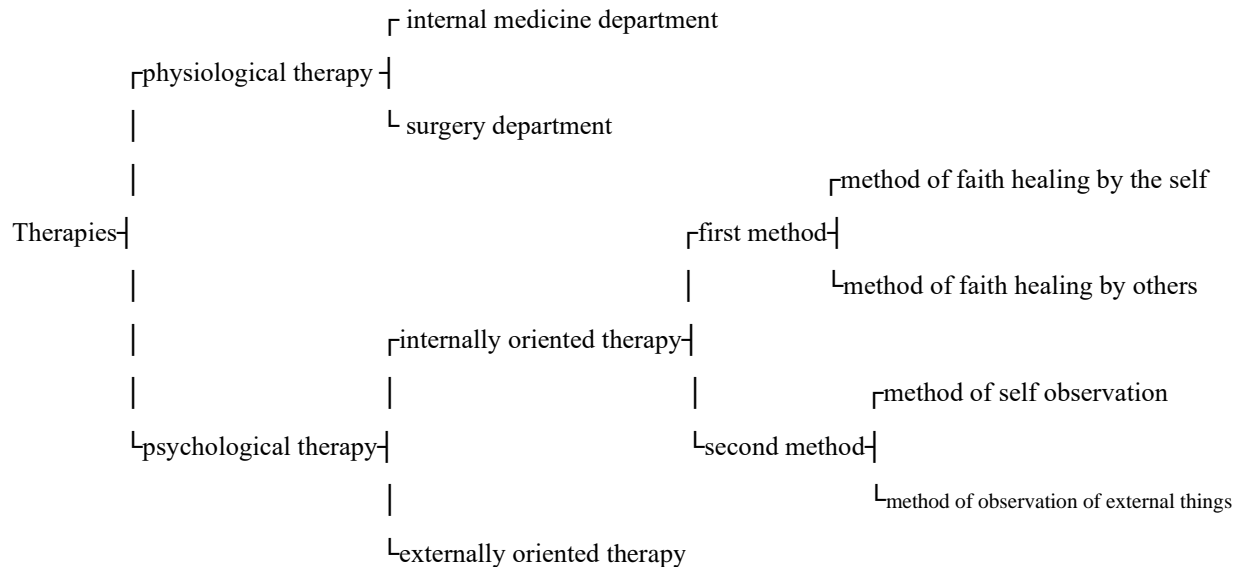 internal medicine department
physiological therapy
surgery department
method of faith healing by the self
Therapies
first method
method of faith healing by others
internally oriented therapy
method of self observation
psychological therapy
second method
method of observation of external things
externally oriented therapy